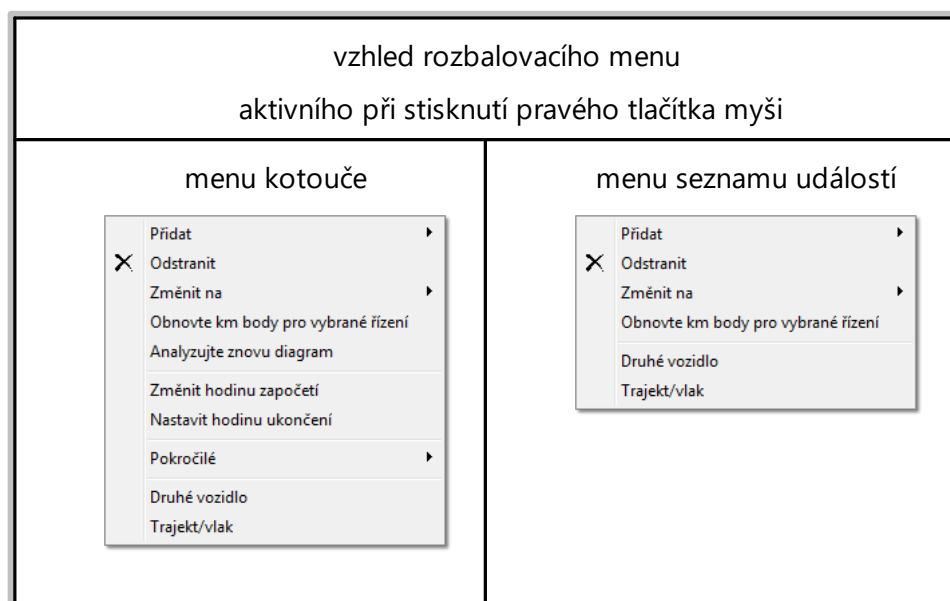 vzhled rozbalovacího menu
aktivního při stisknutí pravého tlačítka myši
menu kotouče
Přidat
Odstranit
Změnit na
Obnovte km body pro vybrané řízení
Analyzujte znovu diagram
Změnit hodinu započetí
Nastavit hodinu ukončení
Pokročilé
Druhé vozidlo
Trajekt/vlak
menu seznamu událostí
Přidat
Odstranit
Změnit na
Obnovte km body pro vybrané řízení
Druhé vozidlo
Trajekt/vlak